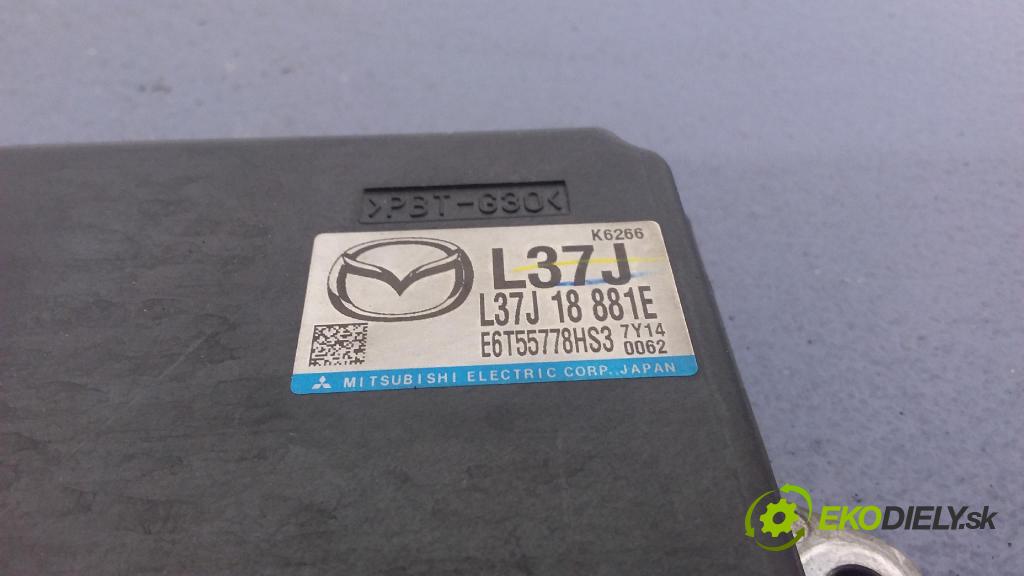 >PBT-G30<
K6266
L37J
L37J 18 881E
E6T55778HS3 7Y14
0062
MITSUBISHI ELECTRIC CORP., JAPAN
EKODIELY.sk